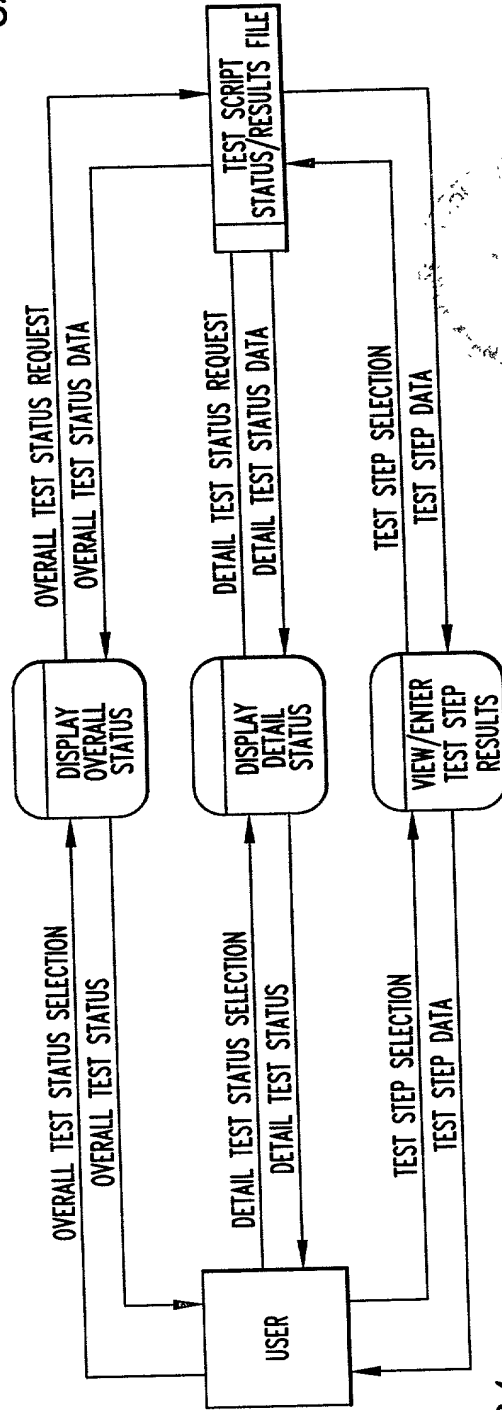 OVERALL TEST STATUS SELECTION
OVERALL TEST STATUS
DISPLAY
OVERALL
STATUS
OVERALL TEST STATUS REQUEST
OVERALL TEST STATUS DATA
USER
DETAIL TEST STATUS SELECTION
DETAIL TEST STATUS
DISPLAY
DETAIL
STATUS
DETAIL TEST STATUS REQUEST
DETAIL TEST STATUS DATA
TEST SCRIPT
STATUS/RESULTS FILE
TEST STEP SELECTION
TEST STEP DATA
VIEW/ENTER
TEST STEP
RESULTS
TEST STEP SELECTION
TEST STEP DATA